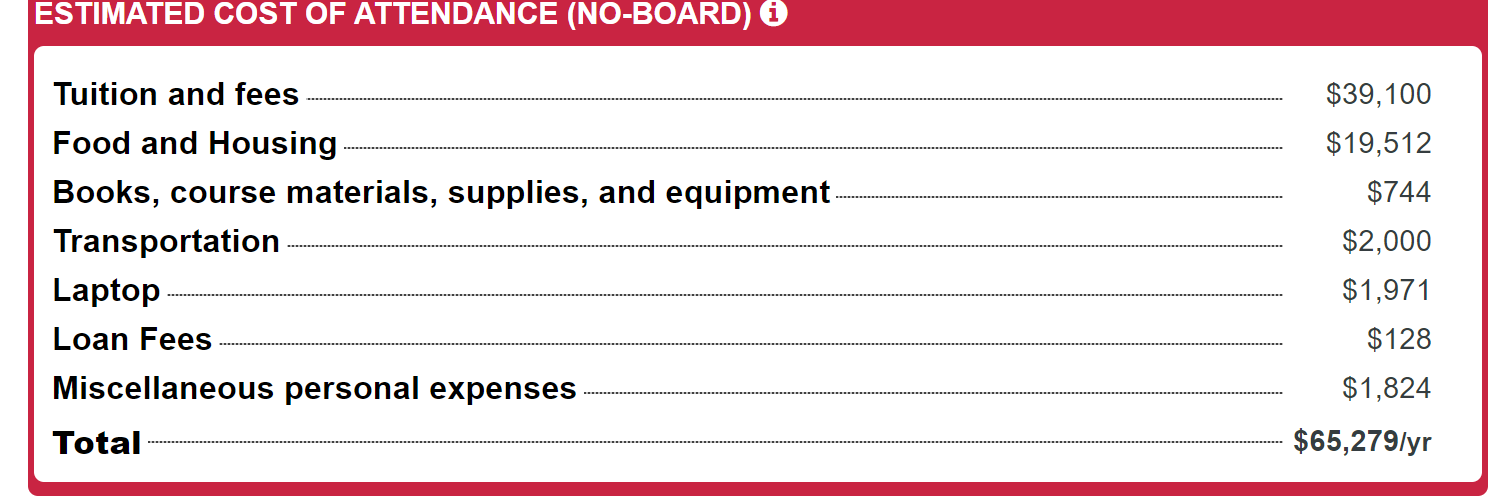 ESTIMATED COST OF ATTENDANCE (NO-BOARD) i
Tuition and fees $39,100
Food and Housing $19,512
Books, course materials, supplies, and equipment $744
Transportation $2,000
Laptop $1,971
Loan Fees $128
Miscellaneous personal expenses $1,824
Total $65,279/yr